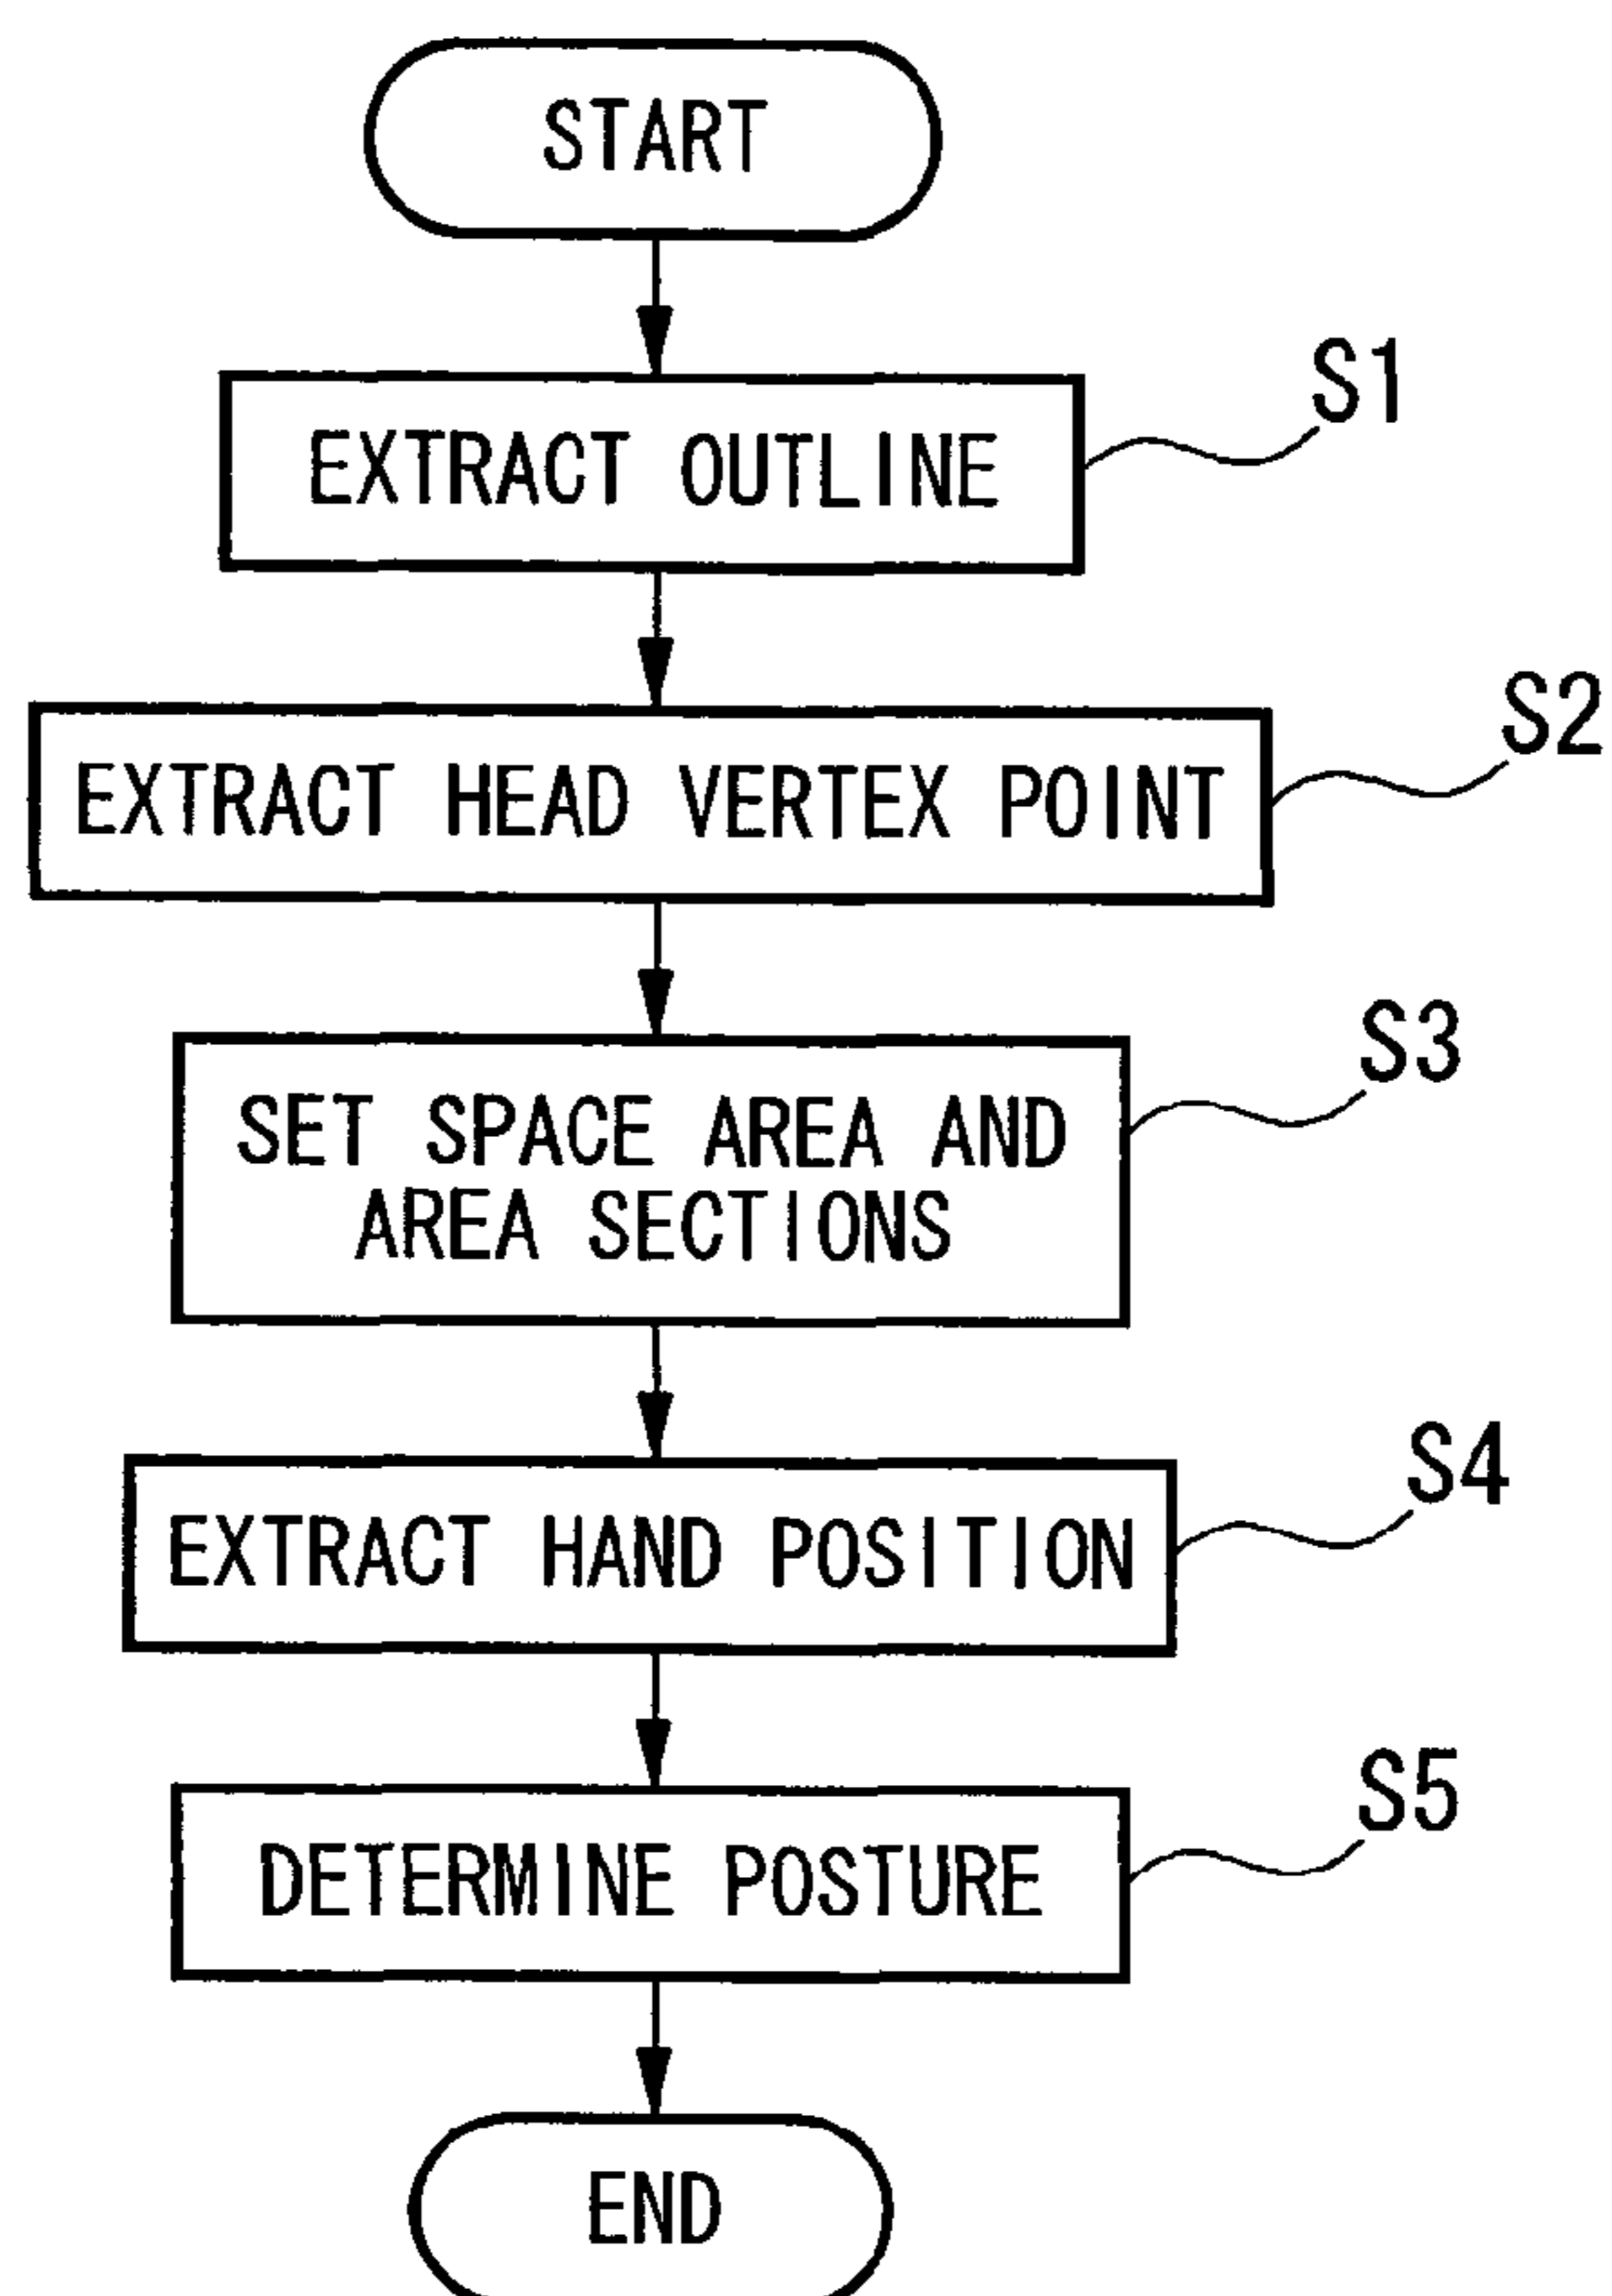 START
S1
EXTRACT OUTLINE
S2
EXTRACT HEAD VERTEX POINT
S3
SET SPACE AREA AND
AREA SECTIONS
S4
EXTRACT HAND POSITION
S5
DETERMINE POSTURE
END